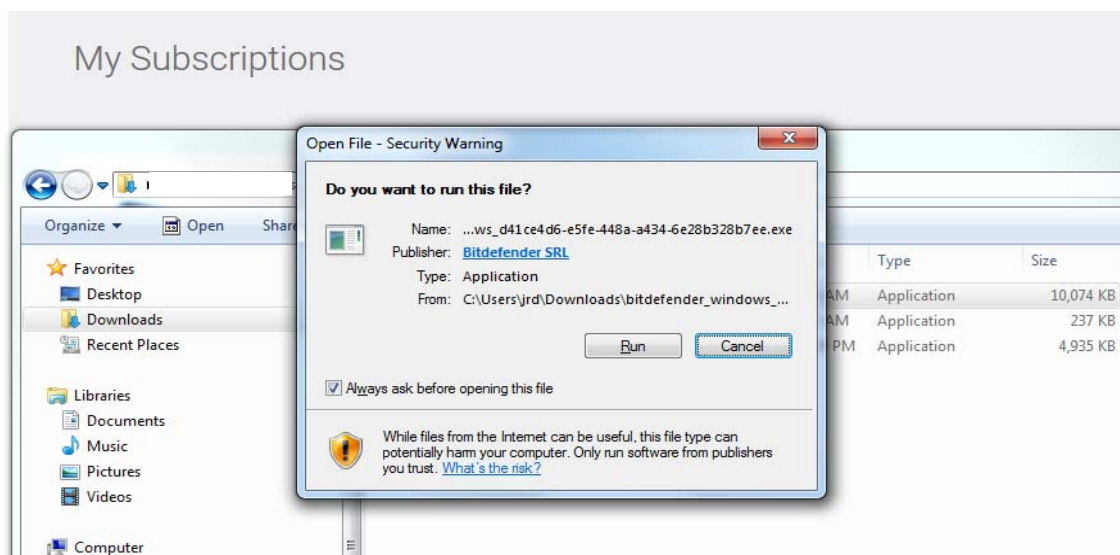 My Subscriptions
Open File - Security Warning
Do you want to run this file?
Name: ...ws_d41ce4d6-e5fe-448a-a434-6e28b328b7ee.exe
Publisher: Bitdefender SRL
Type: Application
From: C:\Users\jrd\Downloads\bitdefender_windows_...
Run Cancel
Always ask before opening this file
While files from the Internet can be useful, this file type can
potentially harm your computer. Only run software from publishers
you trust. What's the risk?
Organize Open Share
Favorites
Desktop
Downloads
Recent Places
Libraries
Documents
Music
Pictures
Videos
Computer
Type Size
AM Application 10,074 KB
AM Application 237 KB
PM Application 4,935 KB